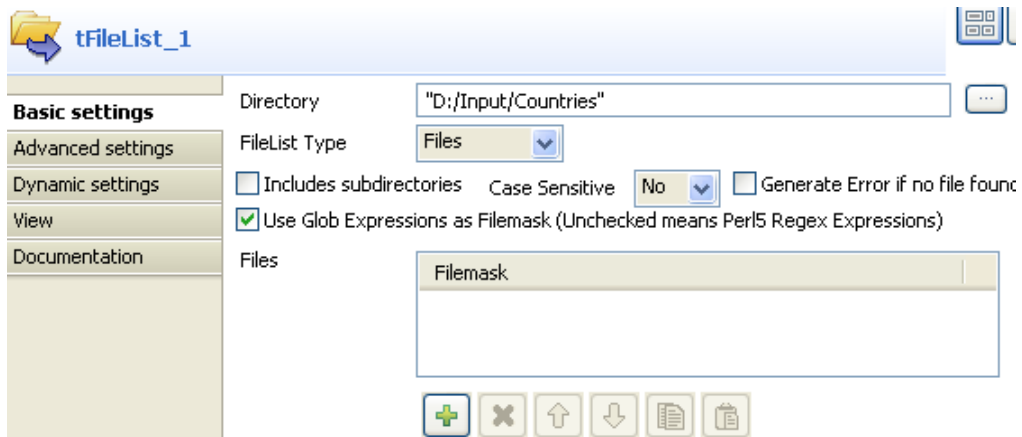 tFileList_1
Basic settings
Advanced settings
Dynamic settings
View
Documentation
Directory "D:/Input/Countries" ...
FileList Type Files
Includes subdirectories Case Sensitive No Generate Error if no file found
Use Glob Expressions as Filemask (Unchecked means Perl5 Regex Expressions)
Files Filemask